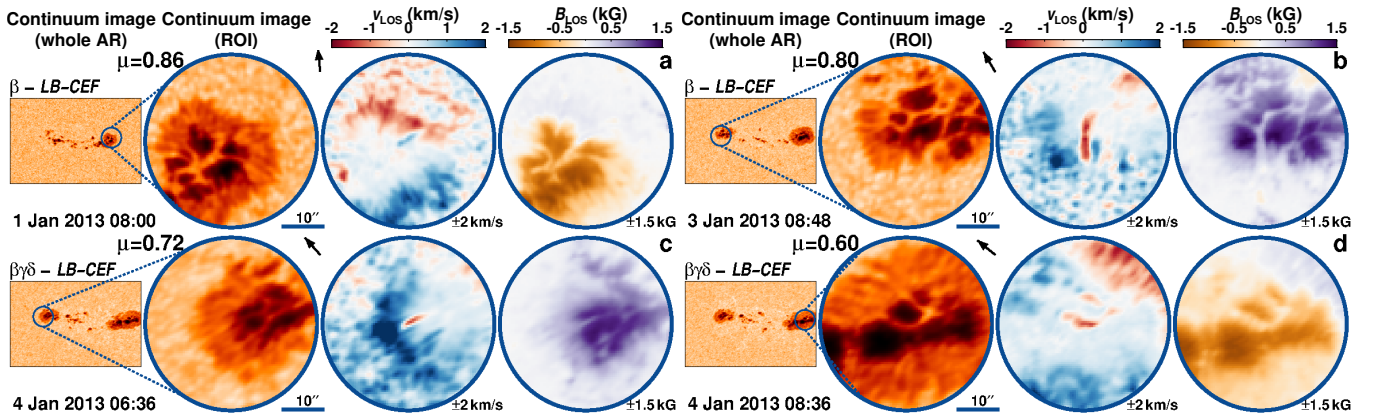 Continuum image Continuum image v_LOS (km/s) B_LOS (kG) Continuum image Continuum image v_LOS (km/s) B_LOS (kG)
(whole AR) (ROI) -2 -1 0 1 2 -1.5 -0.5 0.5 1.5 (whole AR) (ROI) -2 -1 0 1 2 -1.5 -0.5 0.5 1.5
μ=0.86 a μ=0.80 b
β – LB–CEF β – LB–CEF
1 Jan 2013 08:00 10″ ±2 km/s ±1.5 kG 3 Jan 2013 08:48 10″ ±2 km/s ±1.5 kG
μ=0.72 c μ=0.60 d
βγδ – LB–CEF βγδ – LB–CEF
4 Jan 2013 06:36 10″ ±2 km/s ±1.5 kG 4 Jan 2013 08:36 10″ ±2 km/s ±1.5 kG